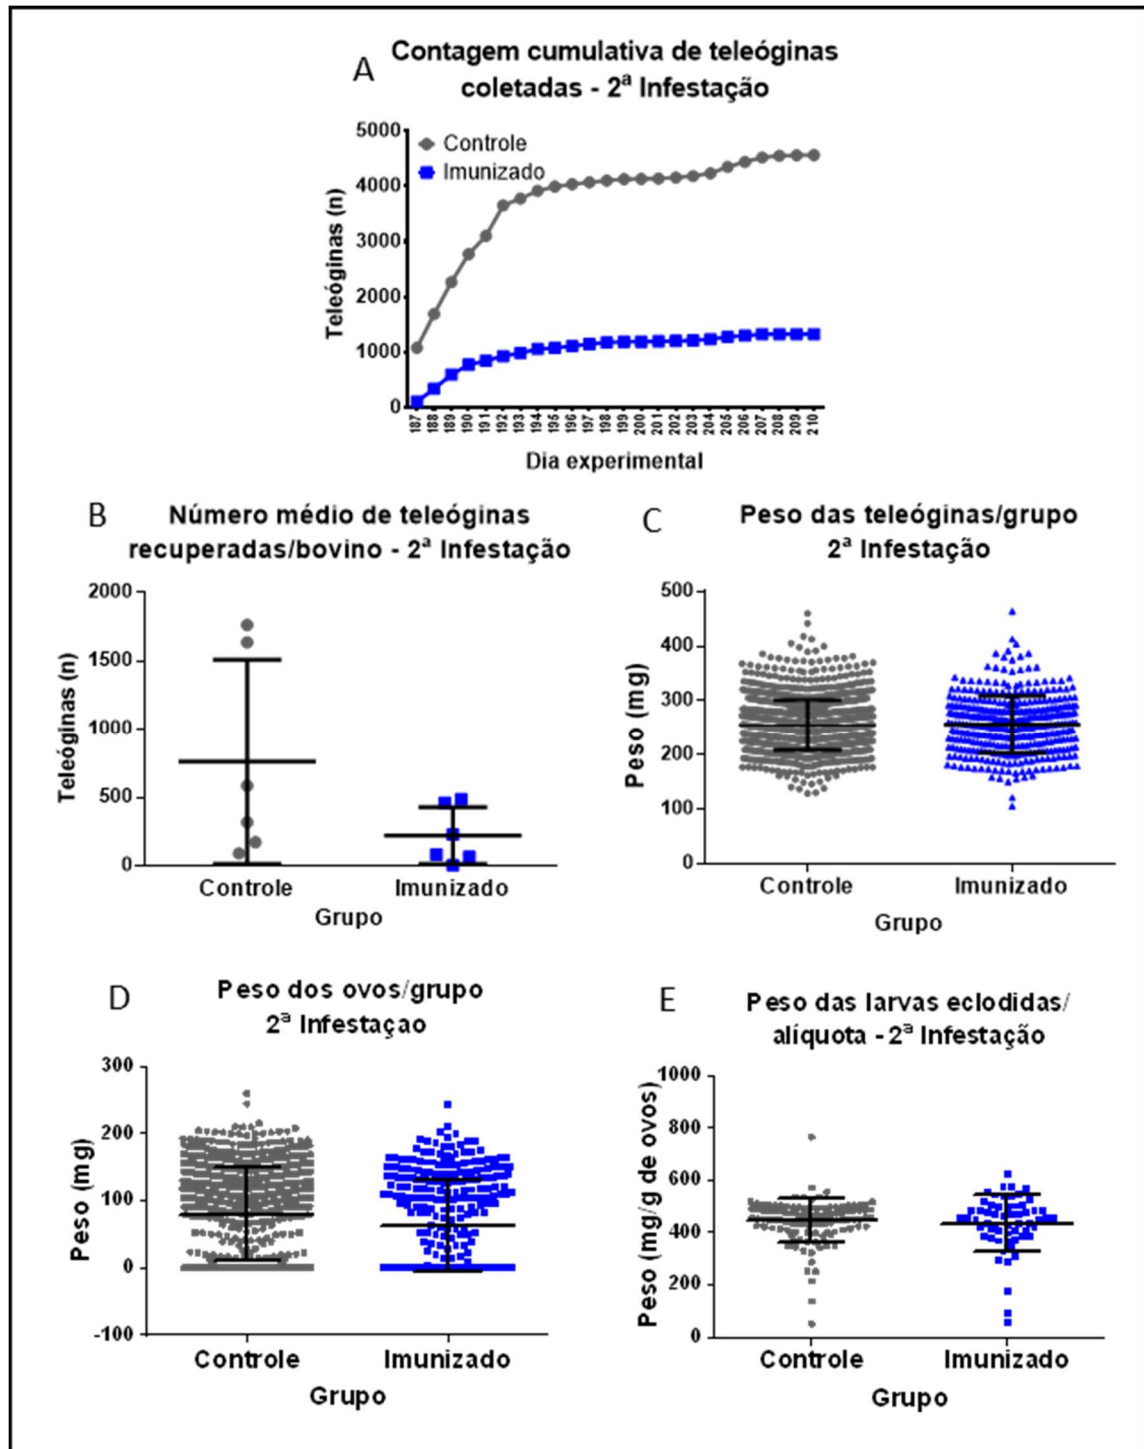 A
Contagem cumulativa de teleóginas
coletadas - 2ª Infestação
Controle
Imunizado
Teleóginas (n)
5000
4000
3000
2000
1000
0
187 188 189 190 191 192 193 194 195 196 197 198 199 200 201 202 203 204 205 206 207 208 209 210
Dia experimental
B
Número médio de teleóginas
recuperadas/bovino - 2ª Infestação
Teleóginas (n)
2000
1500
1000
500
0
Controle Imunizado
Grupo
C
Peso das teleóginas/grupo
2ª Infestação
Peso (mg)
500
400
300
200
100
0
Controle Imunizado
Grupo
D
Peso dos ovos/grupo
2ª Infestaçao
Peso (mg)
300
200
100
0
-100
Controle Imunizado
Grupo
E
Peso das larvas eclodidas/
alíquota - 2ª Infestação
Peso (mg/g de ovos)
1000
800
600
400
200
0
Controle Imunizado
Grupo